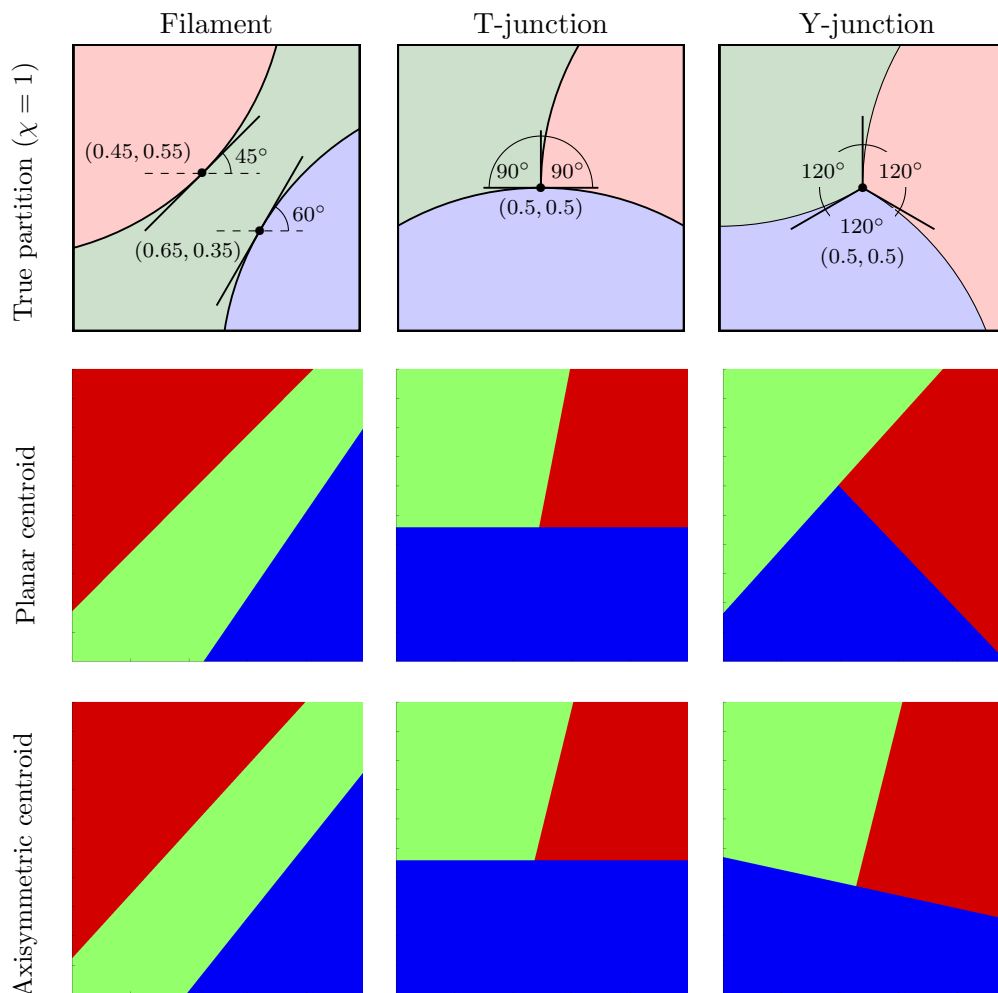 Filament
T-junction
Y-junction
True partition (χ = 1)
(0.45, 0.55)
45°
60°
(0.65, 0.35)
90°
90°
(0.5, 0.5)
120°
120°
120°
(0.5, 0.5)
Planar centroid
Axisymmetric centroid